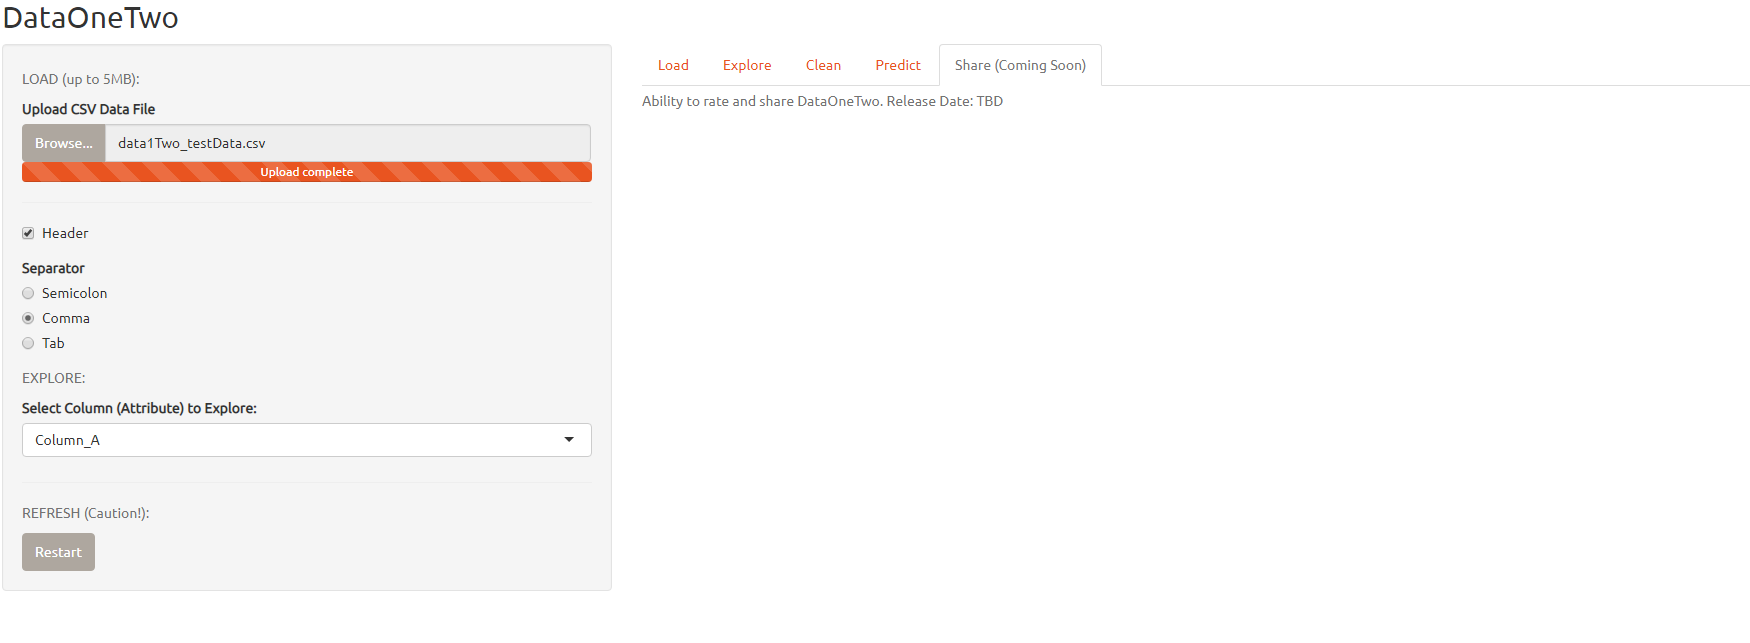 DataOneTwo
LOAD (up to 5MB):
Upload CSV Data File
Browse... data1Two_testData.csv
Upload complete
Header
Separator
Semicolon
Comma
Tab
EXPLORE:
Select Column (Attribute) to Explore:
Column_A
REFRESH (Caution!):
Restart
Load Explore Clean Predict Share (Coming Soon)
Ability to rate and share DataOneTwo. Release Date: TBD